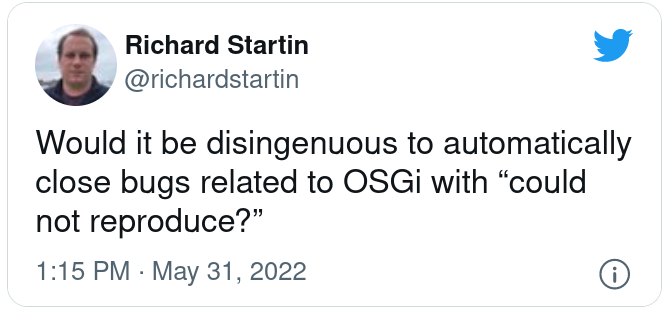 Richard Startin
@richardstartin
Would it be disingenuous to automatically
close bugs related to OSGi with “could
not reproduce?”
1:15 PM · May 31, 2022